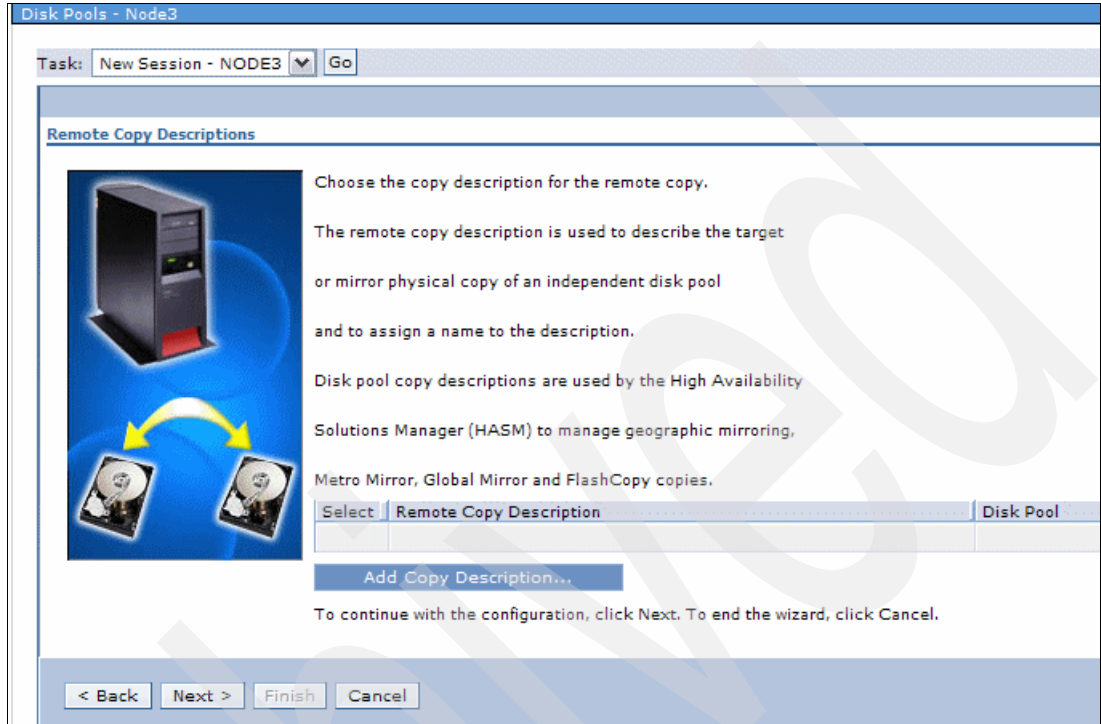 Disk Pools - Node3
Task: New Session - NODE3 Go
Remote Copy Descriptions
Choose the copy description for the remote copy.
The remote copy description is used to describe the target
or mirror physical copy of an independent disk pool
and to assign a name to the description.
Disk pool copy descriptions are used by the High Availability
Solutions Manager (HASM) to manage geographic mirroring,
Metro Mirror, Global Mirror and FlashCopy copies.
Select Remote Copy Description Disk Pool
Add Copy Description...
To continue with the configuration, click Next. To end the wizard, click Cancel.
< Back Next > Finish Cancel